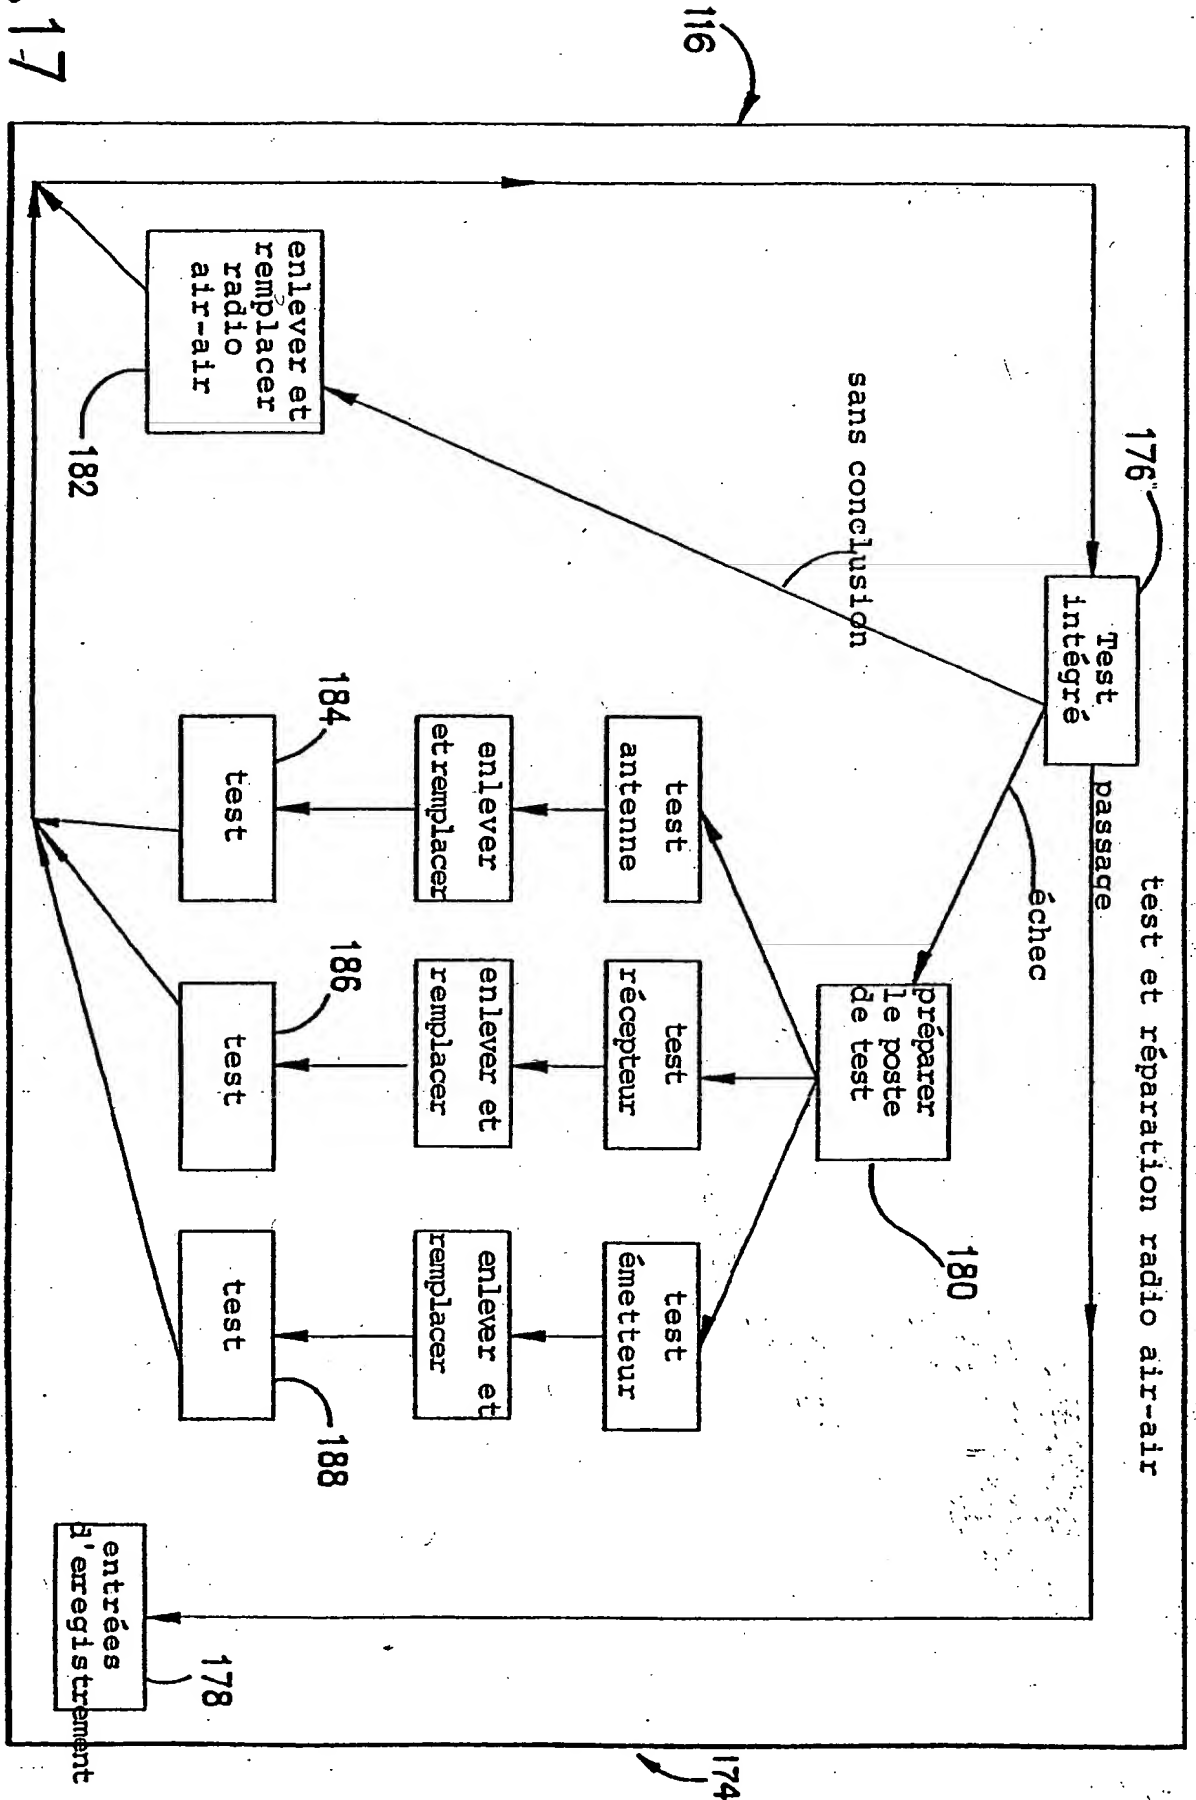 116
test et réparation radio air-air
176
Test
intégré
passage
échec
sans conclusion
préparer
le poste
de test
180
enlever et
remplacer
radio
air-air
182
test
antenne
test
récepteur
test
émetteur
enlever
etremplacer
enlever et
remplacer
enlever et
remplacer
184
test
186
test
188
test
entrées
d'enregistrement
178
174
.17